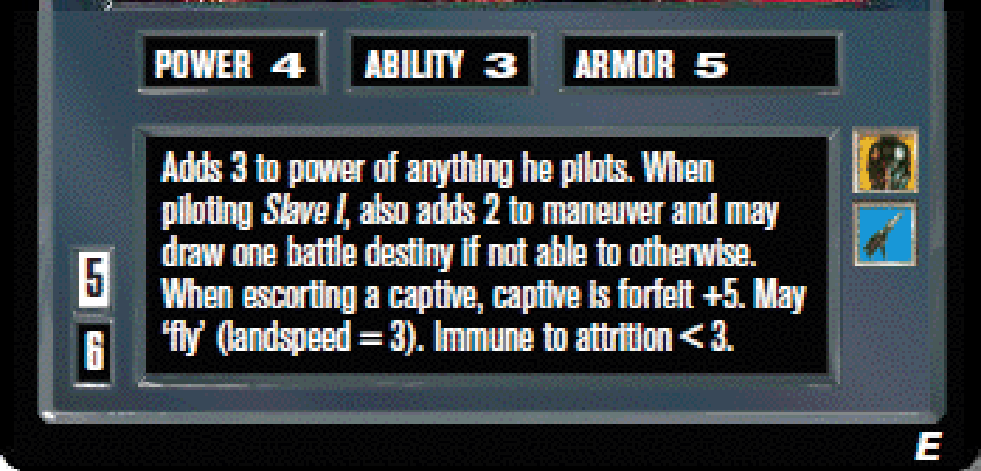 POWER 4 ABILITY 3 ARMOR 5
Adds 3 to power of anything he pilots. When
piloting Slave I, also adds 2 to maneuver and may
draw one battle destiny if not able to otherwise.
When escorting a captive, captive is forfeit +5. May
‘fly’ (landspeed = 3). Immune to attrition < 3.
5
6
E